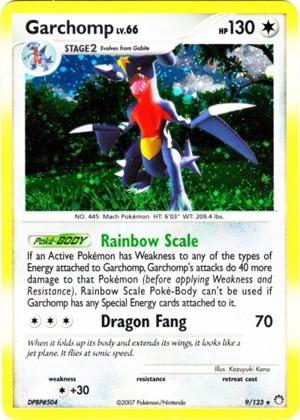 Garchomp LV.66 HP 130
STAGE 2 Evolves from Gabite
NO. 445 Mach Pokémon HT: 6'03" WT: 209.4 lbs.
Poké-BODY Rainbow Scale
If an Active Pokémon has Weakness to any of the types of
Energy attached to Garchomp, Garchomp's attacks do 40 more
damage to that Pokémon (before applying Weakness and
Resistance). Rainbow Scale Poké-Body can't be used if
Garchomp has any Special Energy cards attached to it.
Dragon Fang 70
When it folds up its body and extends its wings, it looks like a
jet plane. It flies at sonic speed.
Illus. Kazuyuki Kano
weakness resistance retreat cost
+30
DPBP#504 ©2007 Pokémon/Nintendo 9/123 ★